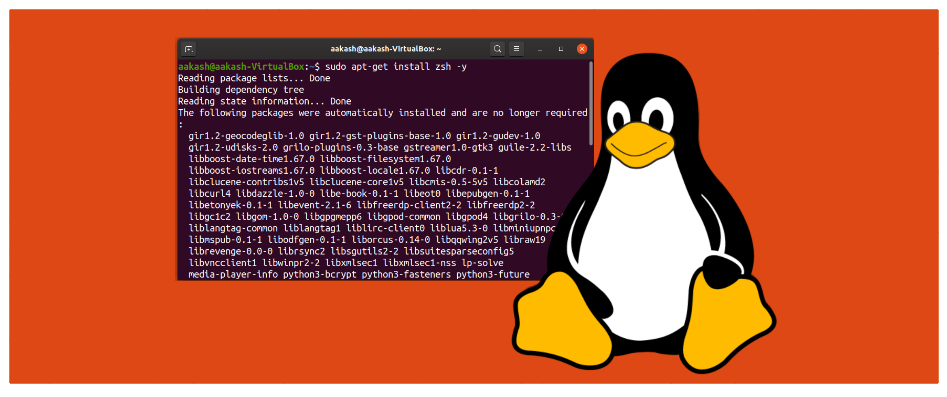 aakash@aakash-VirtualBox: ~
aakash@aakash-VirtualBox:~$ sudo apt-get install zsh -y
Reading package lists... Done
Building dependency tree
Reading state information... Done
The following packages were automatically installed and are no longer required
:
gir1.2-geocodeglib-1.0 gir1.2-gst-plugins-base-1.0 gir1.2-gudev-1.0
gir1.2-udisks-2.0 grilo-plugins-0.3-base gstreamer1.0-gtk3 guile-2.2-libs
libboost-date-time1.67.0 libboost-filesystem1.67.0
libboost-iostreams1.67.0 libboost-locale1.67.0 libcdr-0.1-1
libclucene-contribs1v5 libclucene-core1v5 libcmis-0.5-5v5 libcolamd2
libcurl4 libdazzle-1.0-0 libe-book-0.1-1 libeot0 libepubgen-0.1-1
libetonyek-0.1-1 libevent-2.1-6 libfreerdp-client2-2 libfreerdp2-2
libgc1c2 libgom-1.0-0 libgpgmepp6 libgpod-common libgpod4 libgrilo-0.3-
liblangtag-common liblangtag1 liblirc-client0 liblua5.3-0 libminiupnpc
libmspub-0.1-1 libodfgen-0.1-1 liborcus-0.14-0 libqqwing2v5 libraw19
librevenge-0.0-0 librsync2 libsgutils2-2 libsuitesparseconfig5
libvncclient1 libwinpr2-2 libxmlsec1 libxmlsec1-nss lp-solve
media-player-info python3-bcrypt python3-fasteners python3-future